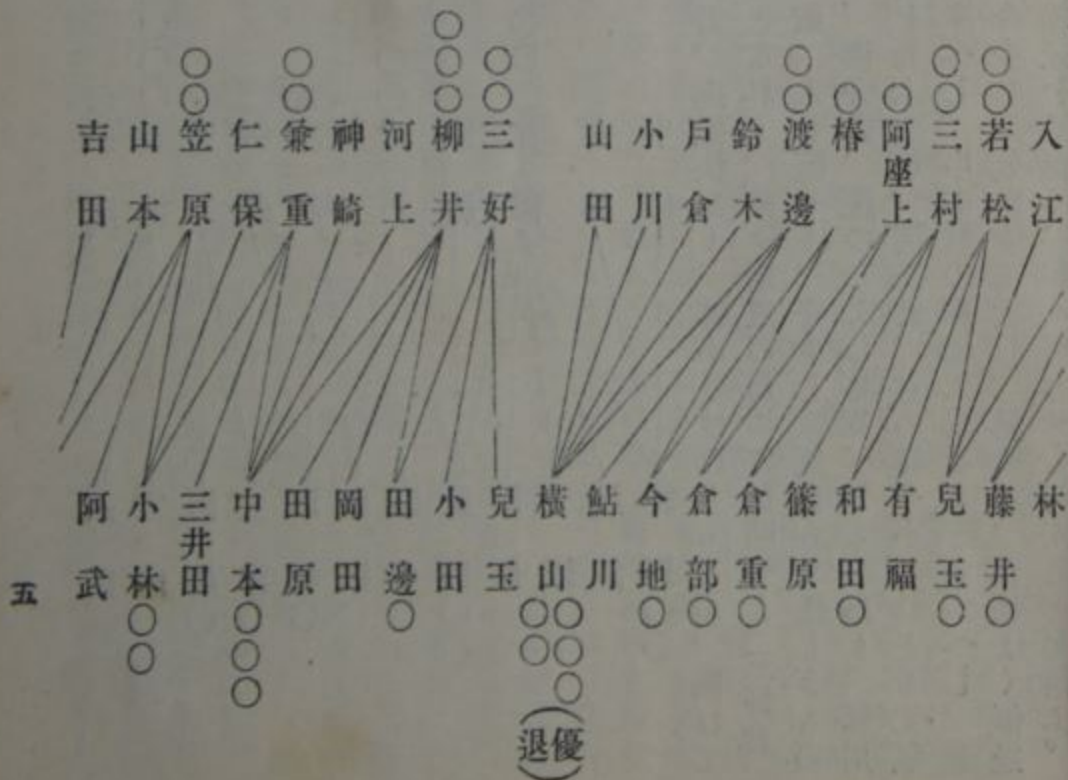 入江
○○若松
○○三村
○阿座上
○椿
○○渡邊
鈴木
戶倉
小川
山田
○○三好
○○○柳井
河上
神崎
○○兼重
仁保
○○笠原
山本
吉田
林
藤井○
兒玉○
有福
和田○
篠原
倉重○
倉部○
今地○
鮎川
橫山○○○○○(優退)
兒玉
小田
田邊○
岡田
田原
中本○○○
三井田
小林○○
阿武
五